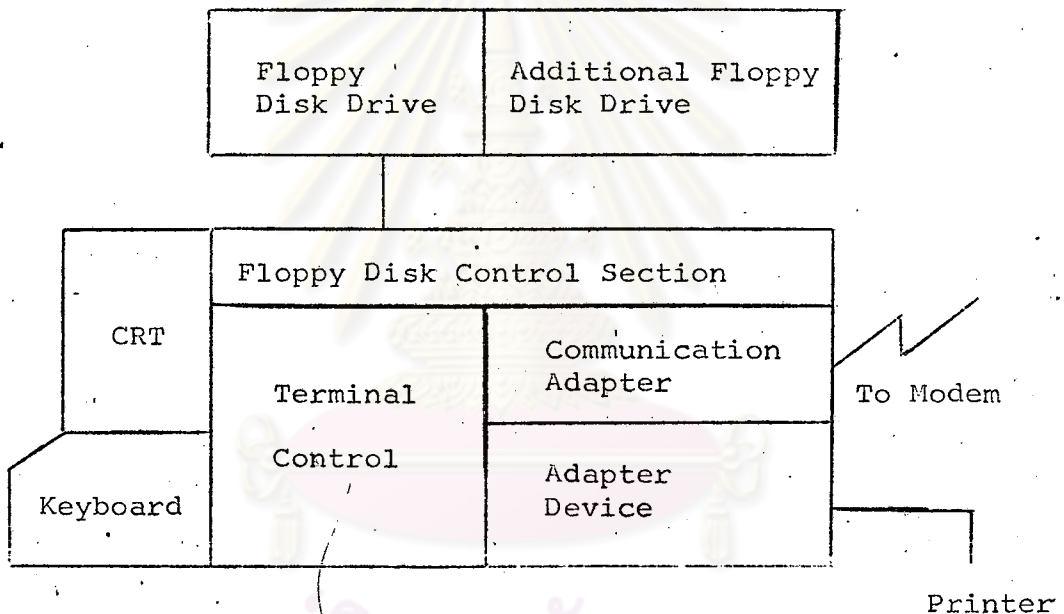 Floppy
Disk Drive
Additional Floppy
Disk Drive
Floppy Disk Control Section
CRT
Communication
Adapter
Terminal
Control
To Modem
Adapter
Device
Keyboard
Printer